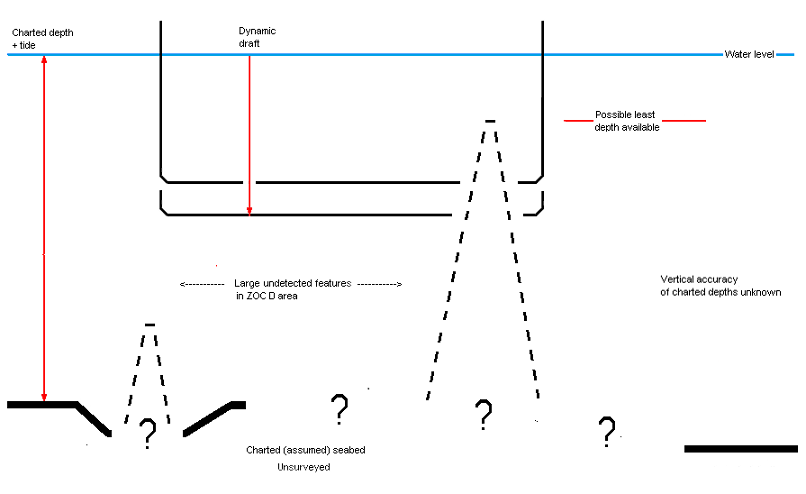 Charted depth
+ tide
Dynamic
draft
Water level
Possible least
depth available
Large undetected features
in ZOC D area
<----------- ----------->
Vertical accuracy
of charted depths unknown
? ? ? ?
Charted (assumed) seabed
Unsurveyed